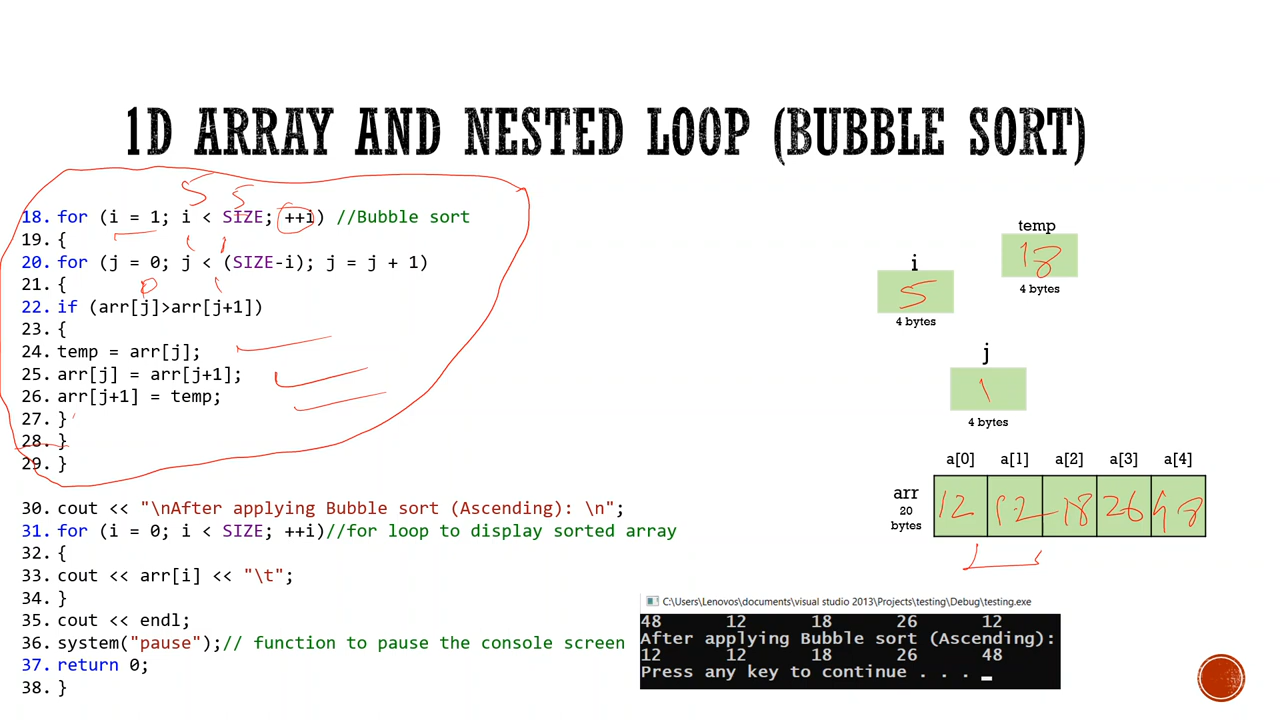 1D ARRAY AND NESTED LOOP (BUBBLE SORT)
5 5
18. for (i = 1; i < SIZE; ++i) //Bubble sort
19. {
20. for (j = 0; j < (SIZE-i); j = j + 1)
21. {
0 1
22. if (arr[j]>arr[j+1])
23. {
24. temp = arr[j];
25. arr[j] = arr[j+1];
26. arr[j+1] = temp;
27. }
28. }
29. }
30. cout << "\nAfter applying Bubble sort (Ascending): \n";
31. for (i = 0; i < SIZE; ++i)//for loop to display sorted array
32. {
33. cout << arr[i] << "\t";
34. }
35. cout << endl;
36. system("pause");// function to pause the console screen
37. return 0;
38. }
temp
18
4 bytes
i
5
4 bytes
j
1
4 bytes
a[0] a[1] a[2] a[3] a[4]
arr
20
bytes
12 12 18 26 48
C:\Users\Lenovos\documents\visual studio 2013\Projects\testing\Debug\testing.exe
48 12 18 26 12
After applying Bubble sort (Ascending):
12 12 18 26 48
Press any key to continue . . .